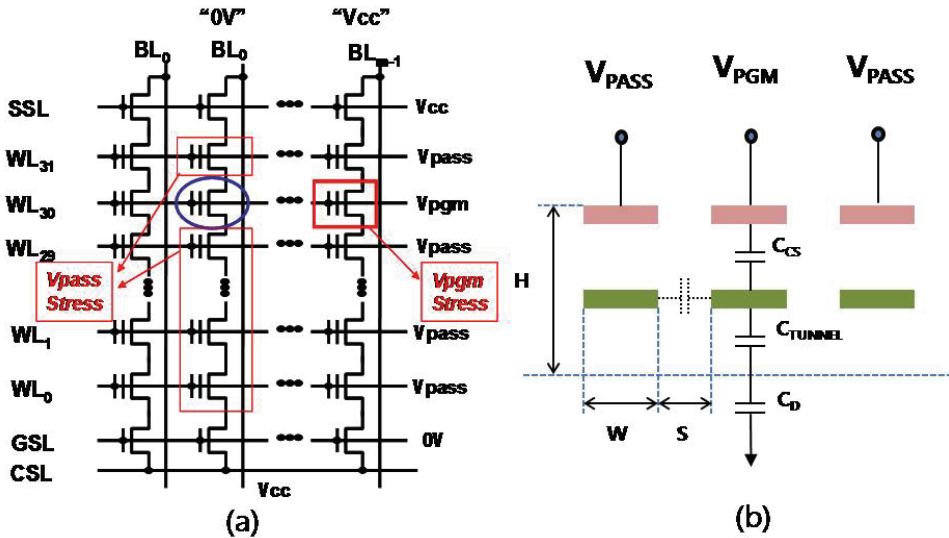 "0V" "Vcc"
BL0 BL0 BLm-1
SSL Vcc
WL31 Vpass
WL30 Vpgm
WL29 Vpass
Vpass
Stress
Vpgm
Stress
WL1 Vpass
WL0 Vpass
GSL 0V
CSL
Vcc
(a)
VPASS VPGM VPASS
CCS
H
CTUNNEL
CD
W S
(b)